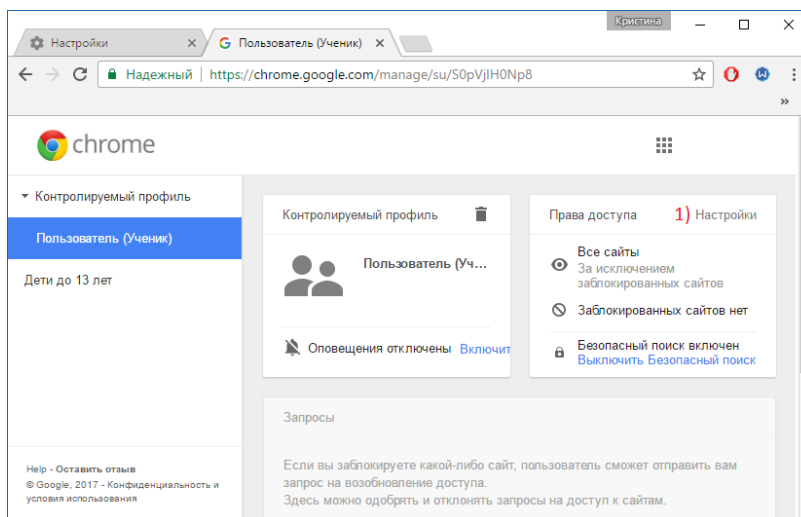 Кристина
Настройки
Пользователь (Ученик)
Надежный | https://chrome.google.com/manage/su/S0pVjIH0Np8
chrome
Контролируемый профиль
Пользователь (Ученик)
Дети до 13 лет
Help - Оставить отзыв
© Google, 2017 - Конфиденциальность и
условия использования
Контролируемый профиль
Пользователь (Уч...
Оповещения отключены Включит
Права доступа 1) Настройки
Все сайты
За исключением
заблокированных сайтов
Заблокированных сайтов нет
Безопасный поиск включен
Выключить Безопасный поиск
Запросы
Если вы заблокируете какой-либо сайт, пользователь сможет отправить вам
запрос на возобновление доступа.
Здесь можно одобрять и отклонять запросы на доступ к сайтам.